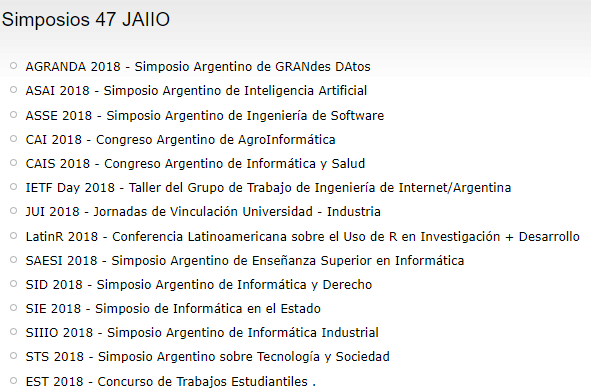 Simposios 47 JAIIO
AGRANDA 2018 - Simposio Argentino de GRANdes DAtos
ASAI 2018 - Simposio Argentino de Inteligencia Artificial
ASSE 2018 - Simposio Argentino de Ingeniería de Software
CAI 2018 - Congreso Argentino de AgroInformática
CAIS 2018 - Congreso Argentino de Informática y Salud
IETF Day 2018 - Taller del Grupo de Trabajo de Ingeniería de Internet/Argentina
JUI 2018 - Jornadas de Vinculación Universidad - Industria
LatinR 2018 - Conferencia Latinoamericana sobre el Uso de R en Investigación + Desarrollo
SAESI 2018 - Simposio Argentino de Enseñanza Superior en Informática
SID 2018 - Simposio Argentino de Informática y Derecho
SIE 2018 - Simposio de Informática en el Estado
SIIIO 2018 - Simposio Argentino de Informática Industrial
STS 2018 - Simposio Argentino sobre Tecnología y Sociedad
EST 2018 - Concurso de Trabajos Estudiantiles .